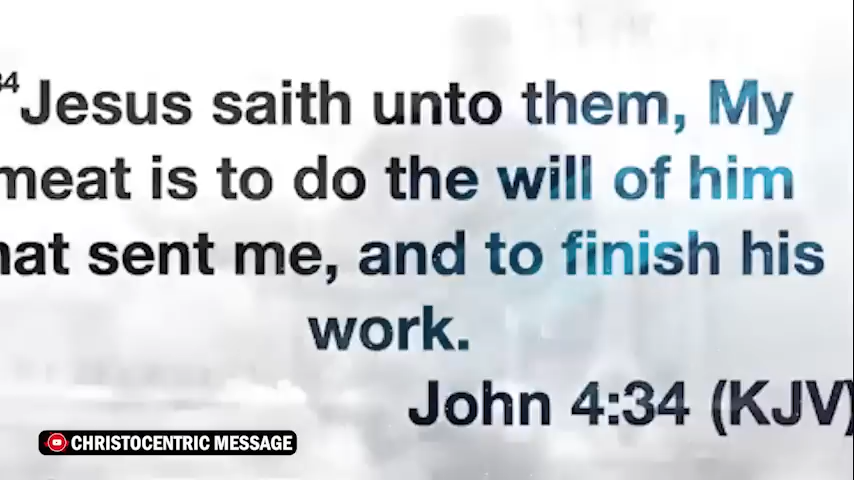 34 Jesus saith unto them, My
meat is to do the will of him
hat sent me, and to finish his
work.
John 4:34 (KJV)
CHRISTOCENTRIC MESSAGE